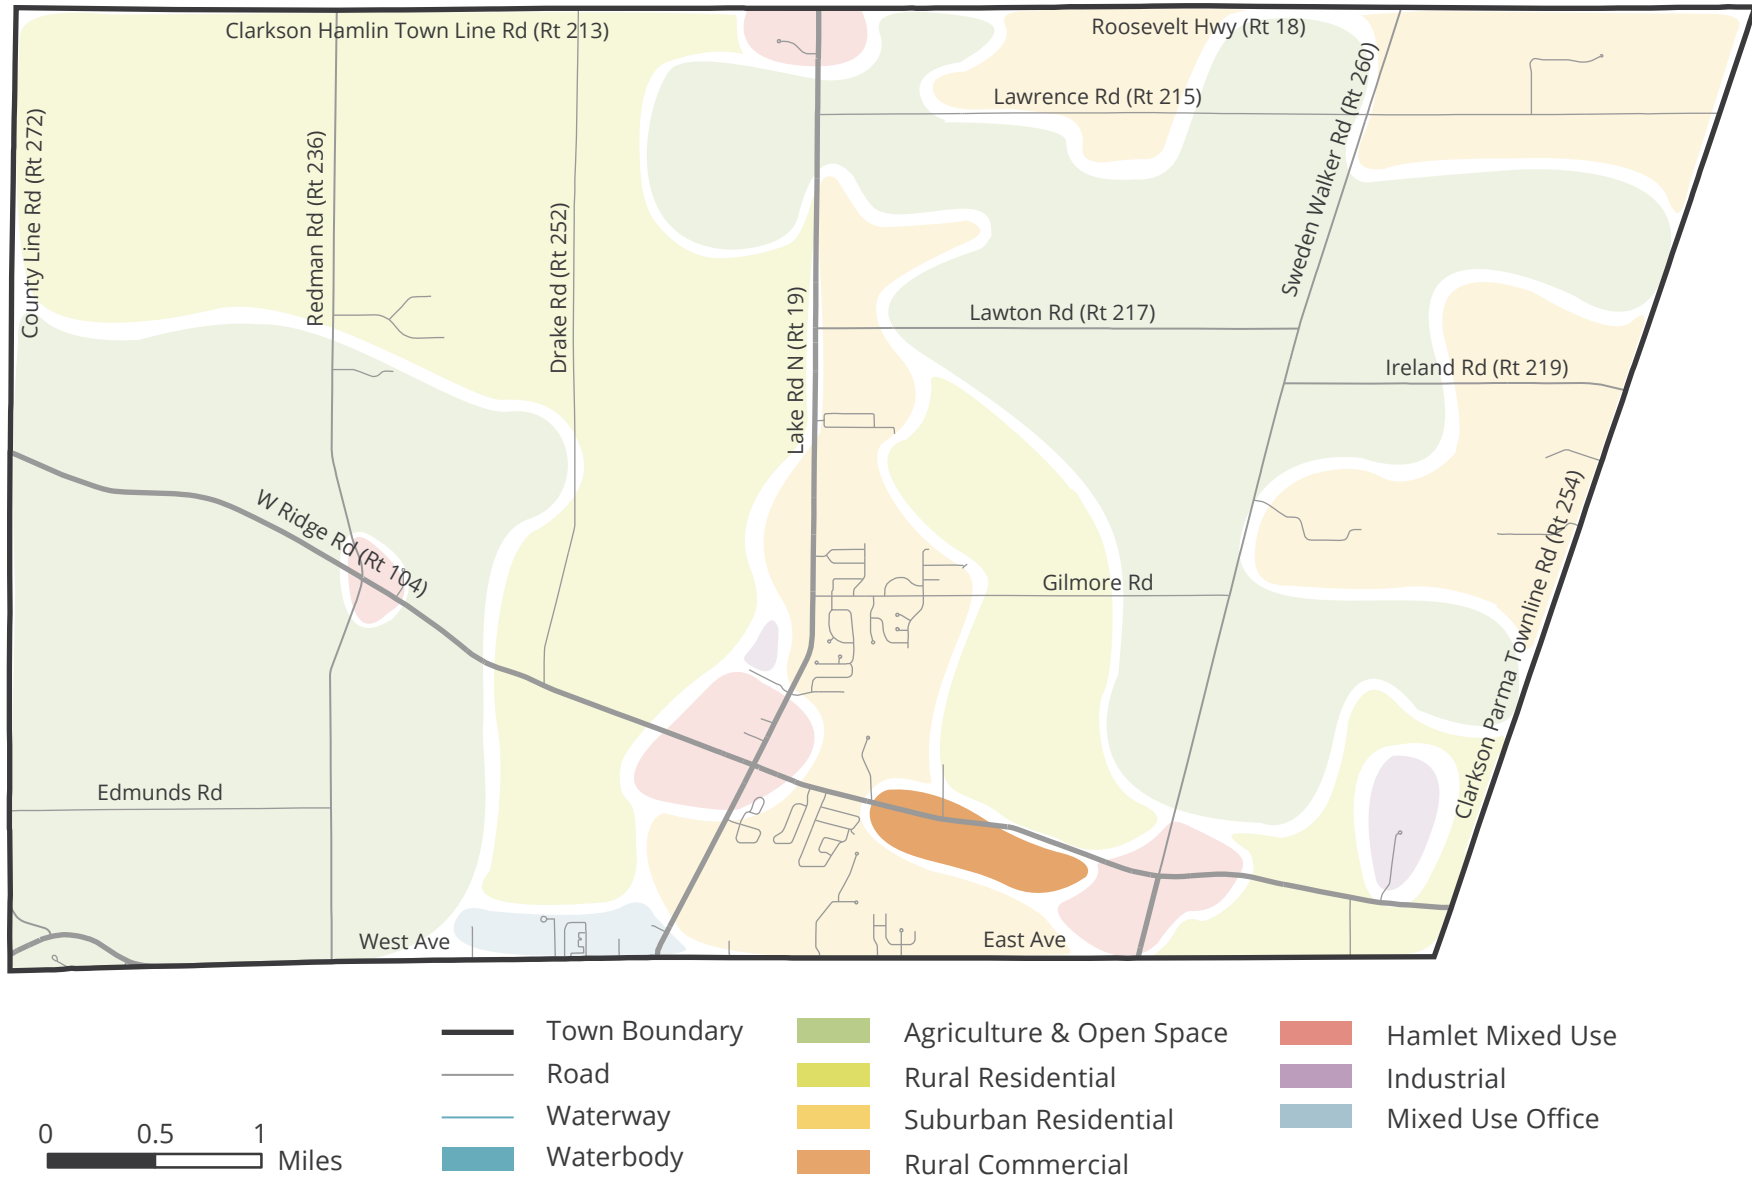 Clarkson Hamlin Town Line Rd (Rt 213)
Roosevelt Hwy (Rt 18)
County Line Rd (Rt 272)
Redman Rd (Rt 236)
Drake Rd (Rt 252)
Lake Rd N (Rt 19)
Lawrence Rd (Rt 215)
Sweden Walker Rd (Rt 260)
Lawton Rd (Rt 217)
Ireland Rd (Rt 219)
W Ridge Rd (Rt 104)
Clarkson Parma Townline Rd (Rt 254)
Gilmore Rd
Edmunds Rd
West Ave
East Ave
0 0.5 1
Miles
Town Boundary
Road
Waterway
Waterbody
Agriculture & Open Space
Rural Residential
Suburban Residential
Rural Commercial
Hamlet Mixed Use
Industrial
Mixed Use Office